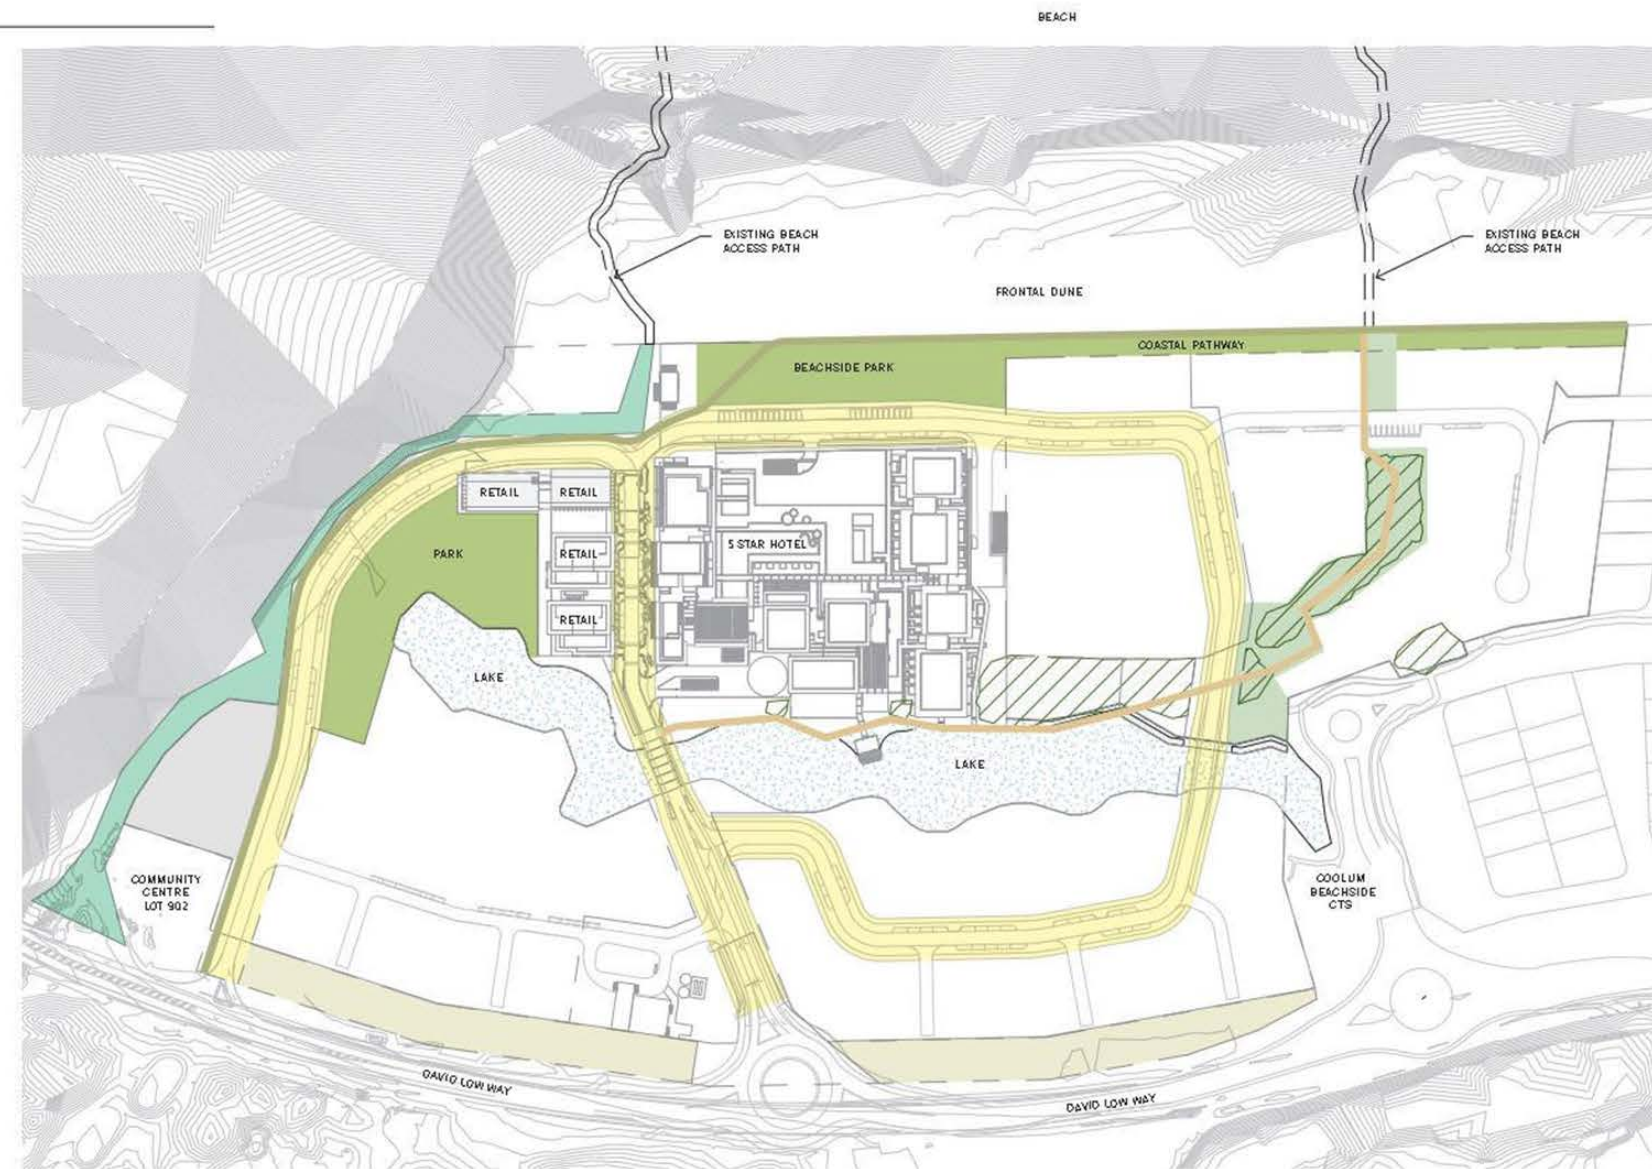 BEACH
EXISTING BEACH
ACCESS PATH
EXISTING BEACH
ACCESS PATH
FRONTAL DUNE
COASTAL PATHWAY
BEACHSIDE PARK
RETAIL
RETAIL
PARK
RETAIL
5 STAR HOTEL
RETAIL
LAKE
LAKE
COMMUNITY
CENTRE
LOT 902
COOLUM
BEACHSIDE
CTS
DAVID LOW WAY
DAVID LOW WAY